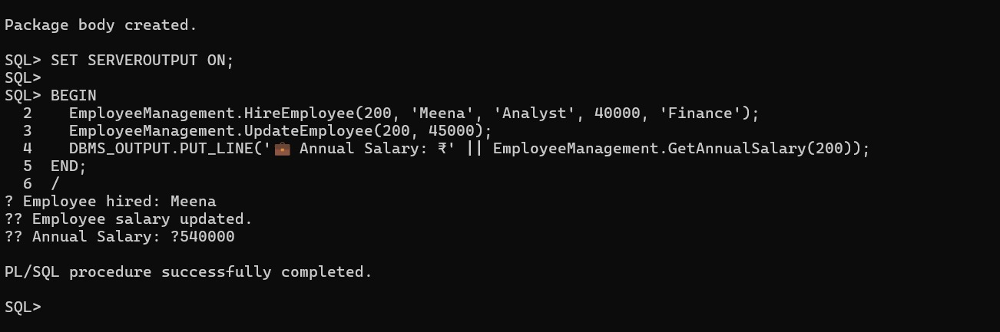 Package body created.
SQL> SET SERVEROUTPUT ON;
SQL>
SQL> BEGIN
  2    EmployeeManagement.HireEmployee(200, 'Meena', 'Analyst', 40000, 'Finance');
  3    EmployeeManagement.UpdateEmployee(200, 45000);
  4    DBMS_OUTPUT.PUT_LINE('💼 Annual Salary: ₹' || EmployeeManagement.GetAnnualSalary(200));
  5  END;
  6  /
? Employee hired: Meena
?? Employee salary updated.
?? Annual Salary: ?540000
PL/SQL procedure successfully completed.
SQL>